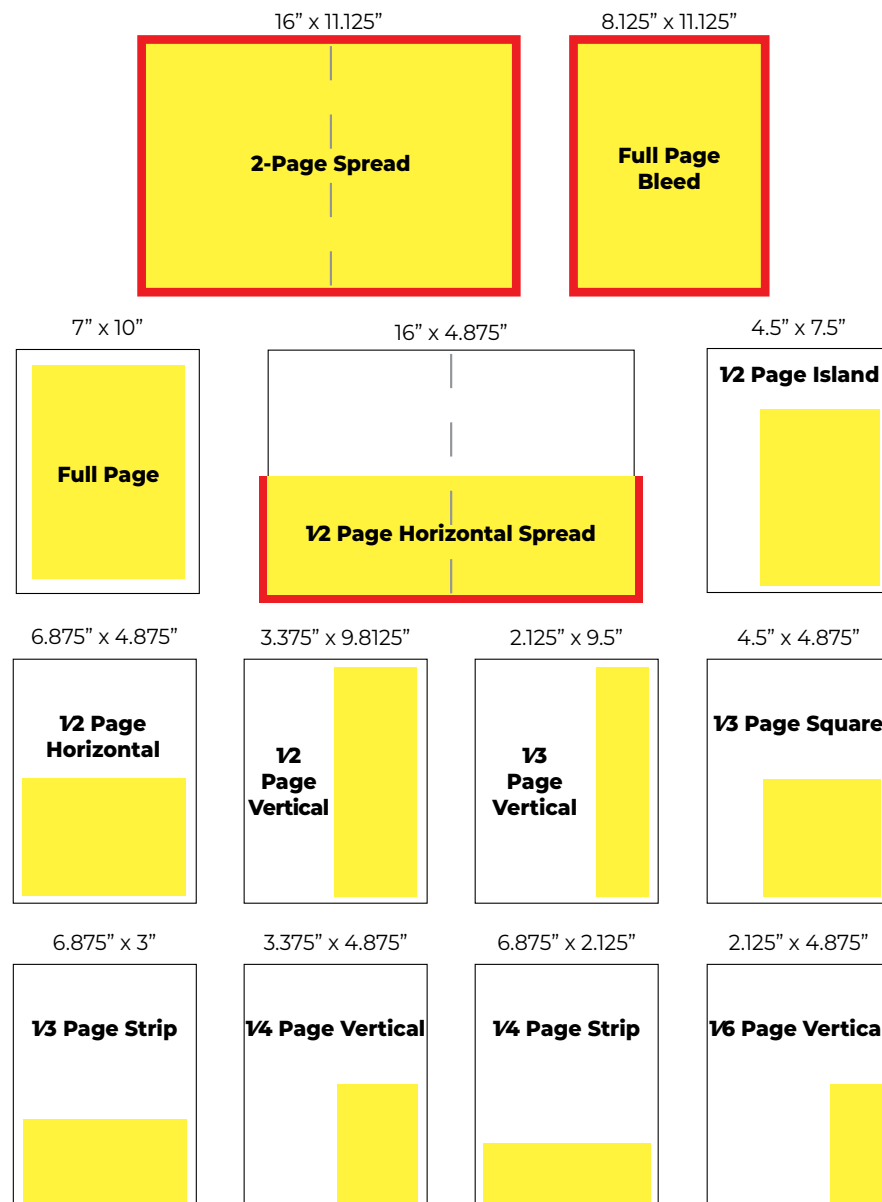 16” x 11.125”
8.125” x 11.125”
2-Page Spread
Full Page
Bleed
7” x 10”
16” x 4.875”
4.5” x 7.5”
Full Page
1⁄2 Page Horizontal Spread
1⁄2 Page Island
6.875” x 4.875”
3.375” x 9.8125”
2.125” x 9.5”
4.5” x 4.875”
1⁄2 Page
Horizontal
1⁄2
Page
Vertical
1⁄3
Page
Vertical
1⁄3 Page Square
6.875” x 3”
3.375” x 4.875”
6.875” x 2.125”
2.125” x 4.875”
1⁄3 Page Strip
1⁄4 Page Vertical
1⁄4 Page Strip
1⁄6 Page Vertica